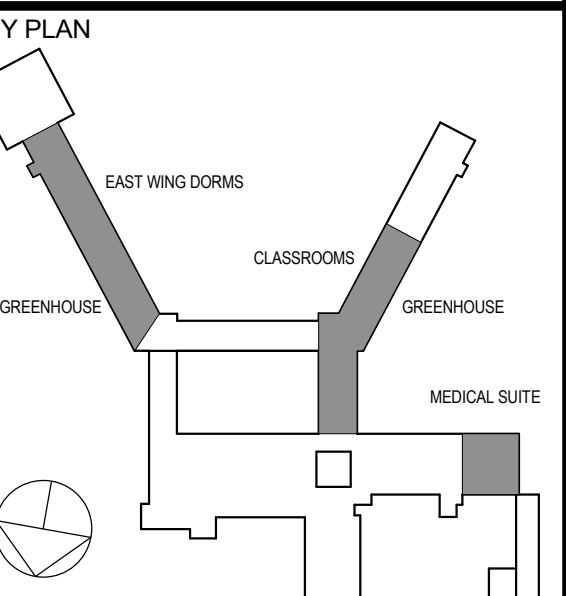 Y PLAN
EAST WING DORMS
CLASSROOMS
GREENHOUSE
GREENHOUSE
MEDICAL SUITE